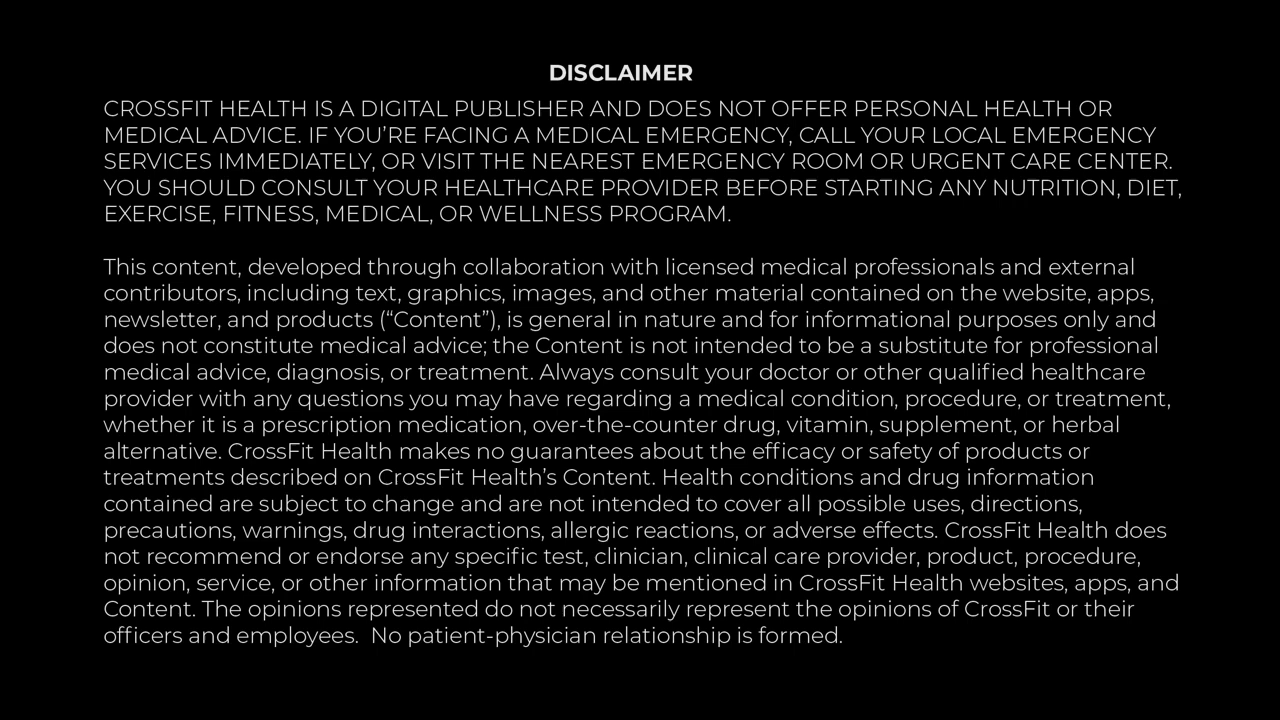 DISCLAIMER
CROSSFIT HEALTH IS A DIGITAL PUBLISHER AND DOES NOT OFFER PERSONAL HEALTH OR
MEDICAL ADVICE. IF YOU’RE FACING A MEDICAL EMERGENCY, CALL YOUR LOCAL EMERGENCY
SERVICES IMMEDIATELY, OR VISIT THE NEAREST EMERGENCY ROOM OR URGENT CARE CENTER.
YOU SHOULD CONSULT YOUR HEALTHCARE PROVIDER BEFORE STARTING ANY NUTRITION, DIET,
EXERCISE, FITNESS, MEDICAL, OR WELLNESS PROGRAM.
This content, developed through collaboration with licensed medical professionals and external
contributors, including text, graphics, images, and other material contained on the website, apps,
newsletter, and products (“Content”), is general in nature and for informational purposes only and
does not constitute medical advice; the Content is not intended to be a substitute for professional
medical advice, diagnosis, or treatment. Always consult your doctor or other qualified healthcare
provider with any questions you may have regarding a medical condition, procedure, or treatment,
whether it is a prescription medication, over-the-counter drug, vitamin, supplement, or herbal
alternative. CrossFit Health makes no guarantees about the efficacy or safety of products or
treatments described on CrossFit Health’s Content. Health conditions and drug information
contained are subject to change and are not intended to cover all possible uses, directions,
precautions, warnings, drug interactions, allergic reactions, or adverse effects. CrossFit Health does
not recommend or endorse any specific test, clinician, clinical care provider, product, procedure,
opinion, service, or other information that may be mentioned in CrossFit Health websites, apps, and
Content. The opinions represented do not necessarily represent the opinions of CrossFit or their
officers and employees.  No patient-physician relationship is formed.